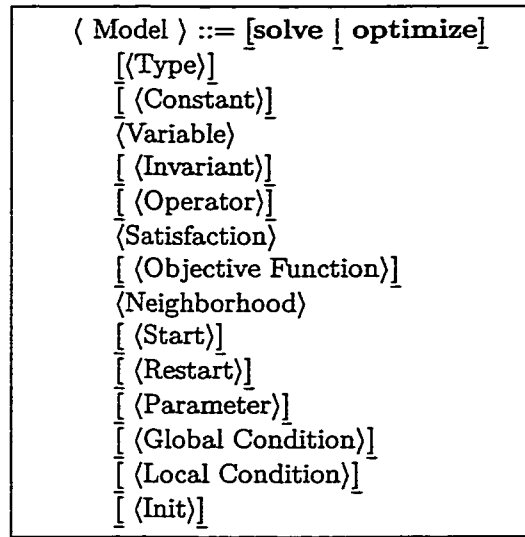 ⟨ Model ⟩ ::= [solve | optimize]
[⟨Type⟩]
[ ⟨Constant⟩]
⟨Variable⟩
[ ⟨Invariant⟩]
[ ⟨Operator⟩]
⟨Satisfaction⟩
[ ⟨Objective Function⟩]
⟨Neighborhood⟩
[ ⟨Start⟩]
[ ⟨Restart⟩]
[ ⟨Parameter⟩]
[ ⟨Global Condition⟩]
[ ⟨Local Condition⟩]
[ ⟨Init⟩]